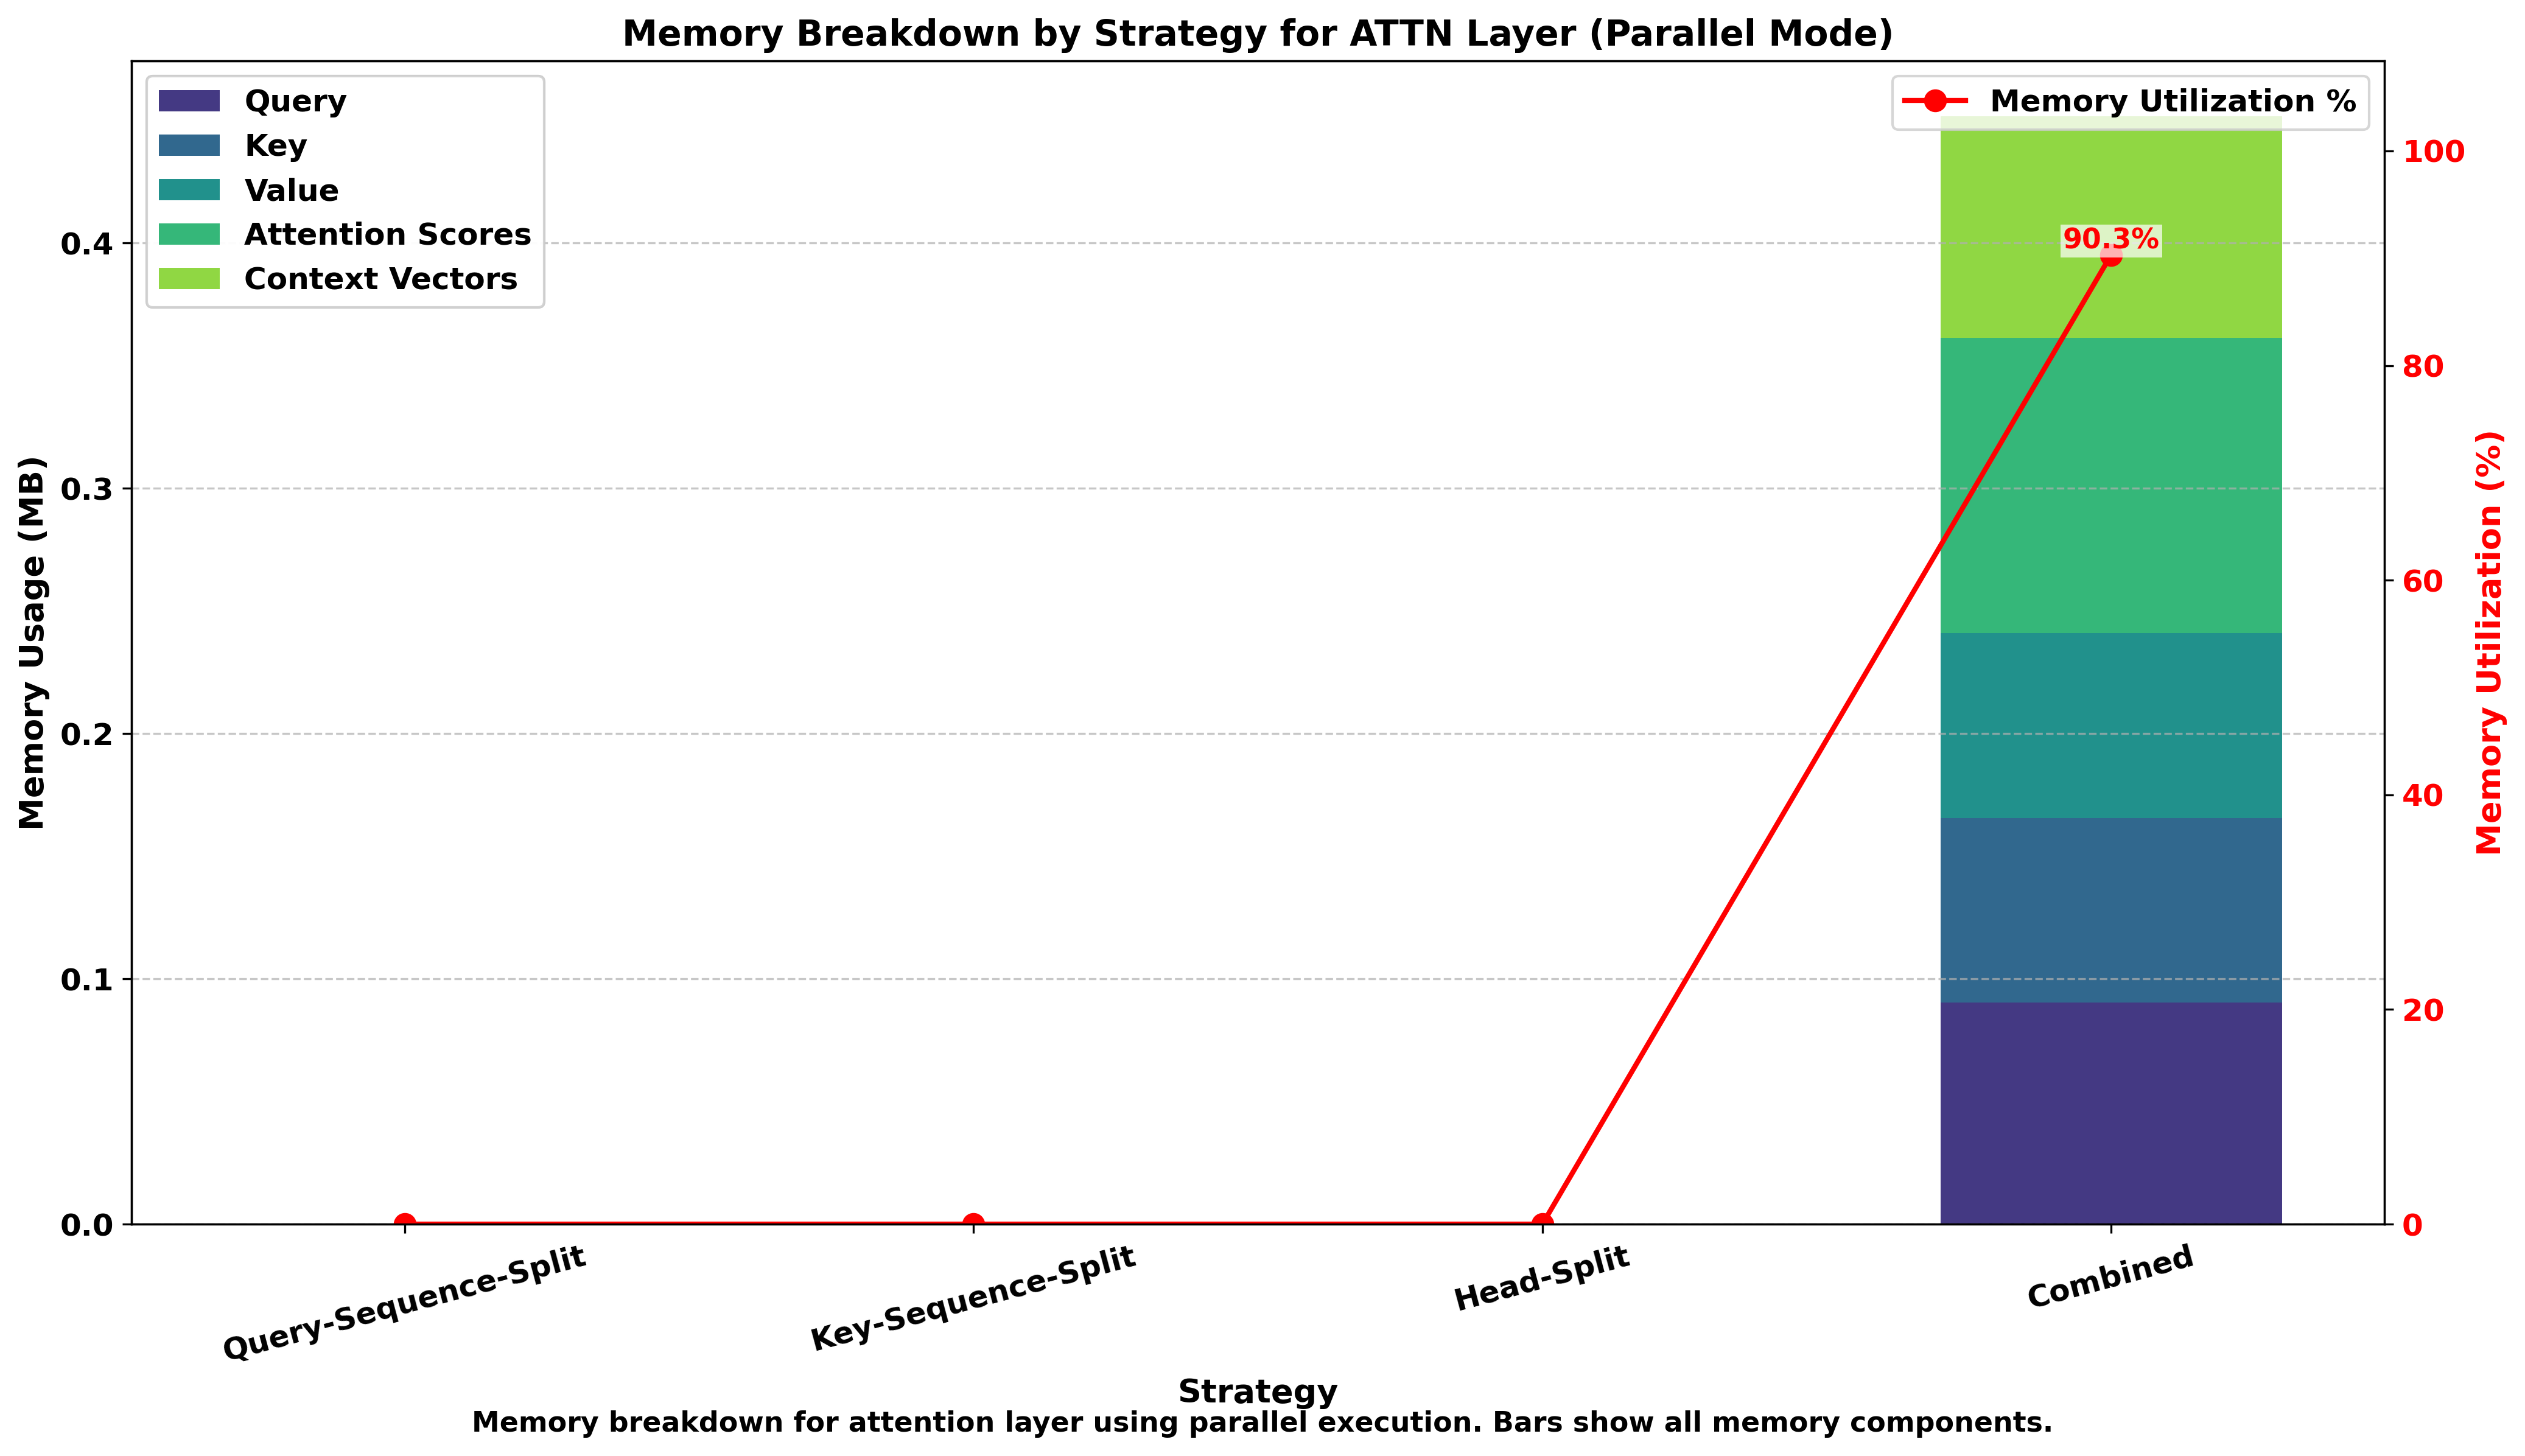 Memory Breakdown by Strategy for ATTN Layer (Parallel Mode)
Query
Key
Value
Attention Scores
Context Vectors
Memory Utilization %
90.3%
Memory Usage (MB)
0.4
0.3
0.2
0.1
0.0
Memory Utilization (%)
100
80
60
40
20
0
Query-Sequence-Split
Key-Sequence-Split
Head-Split
Combined
Strategy
Memory breakdown for attention layer using parallel execution. Bars show all memory components.